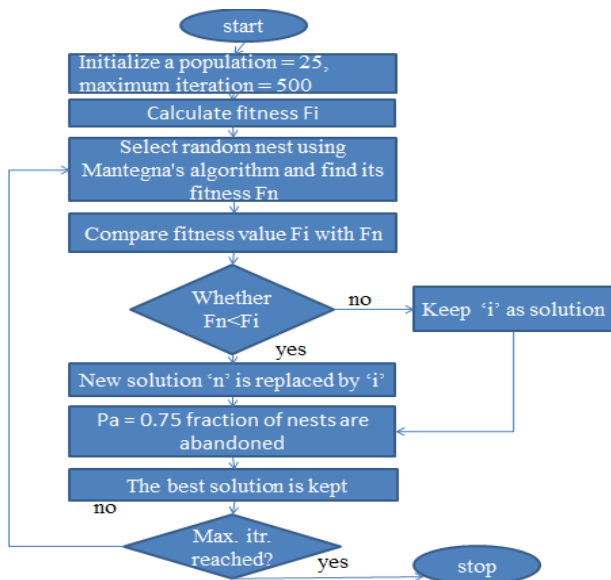 start
Initialize a population = 25,
maximum iteration = 500
Calculate fitness Fi
Select random nest using
Mantegna's algorithm and find its
fitness Fn
Compare fitness value Fi with Fn
Whether
Fn<Fi
no
Keep ‘i’ as solution
yes
New solution ‘n’ is replaced by ‘i’
Pa = 0.75 fraction of nests are
abandoned
The best solution is kept
no
Max. itr.
reached?
yes
stop